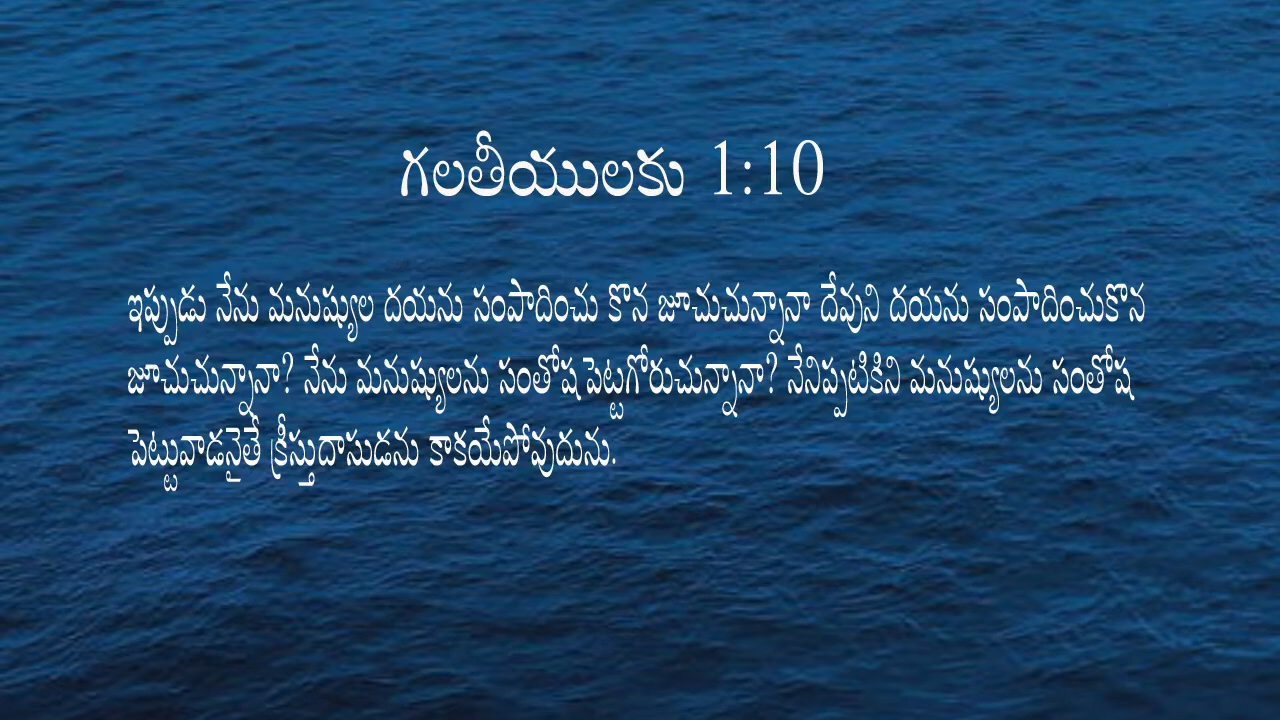 గలతీయులకు 1:10
ఇప్పుడు నేను మనుష్యుల దయను సంపాదించు కొన జూచుచున్నానా దేవుని దయను సంపాదించుకొన
జూచుచున్నానా? నేను మనుష్యులను సంతోష పెట్టగోరుచున్నానా? నేనిప్పటికిని మనుష్యులను సంతోష
పెట్టువాడనైతే క్రీస్తుదాసుడను కాకయేపోవుదును.